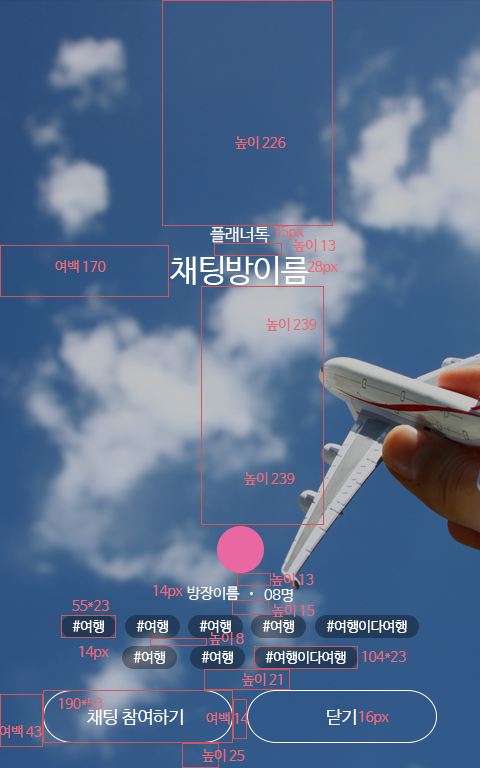 높이 226
플래너톡 15px
높이 13
여백 170
채팅방이름 28px
높이 239
높이 239
높이 13
14px 방장이름 · 08명
높이 15
55*23
#여행 #여행 #여행 #여행 #여행이다여행
높이 8
14px #여행 #여행 #여행이다여행 104*23
높이 21
190*53
여백 43 채팅 참여하기 여백 14 닫기 16px
높이 25